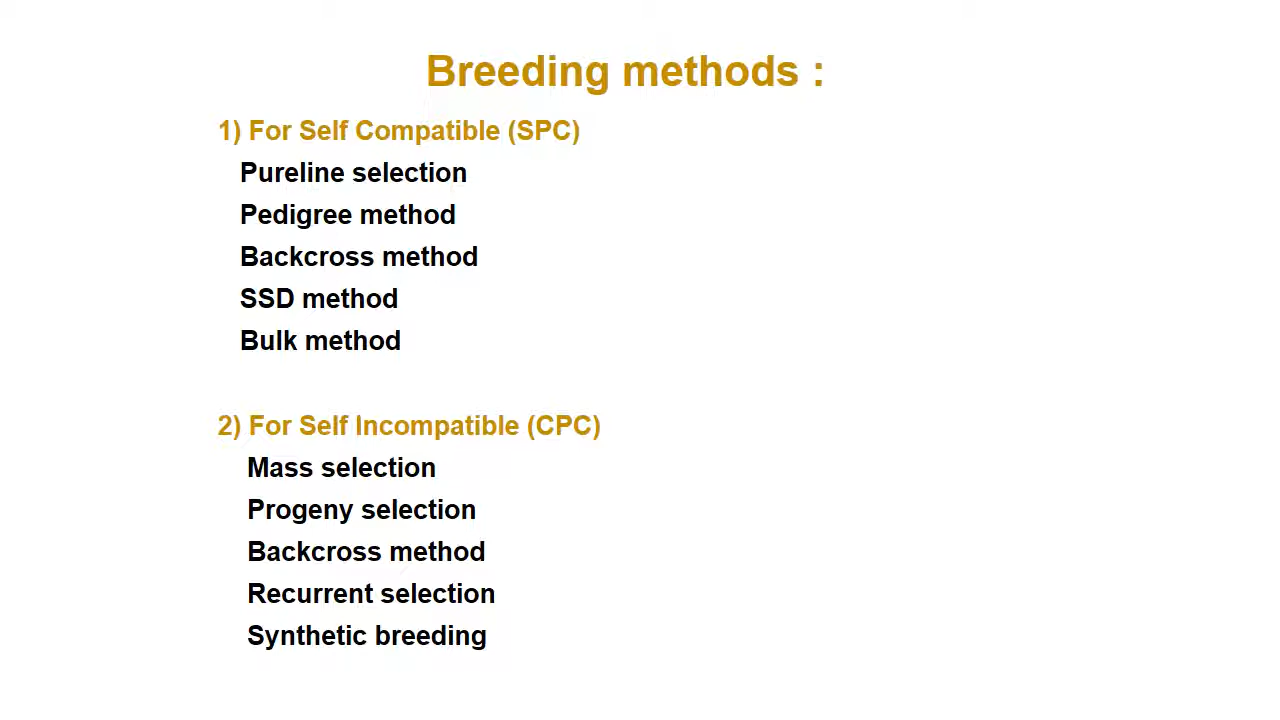 Breeding methods :
1) For Self Compatible (SPC)
Pureline selection
Pedigree method
Backcross method
SSD method
Bulk method
2) For Self Incompatible (CPC)
Mass selection
Progeny selection
Backcross method
Recurrent selection
Synthetic breeding